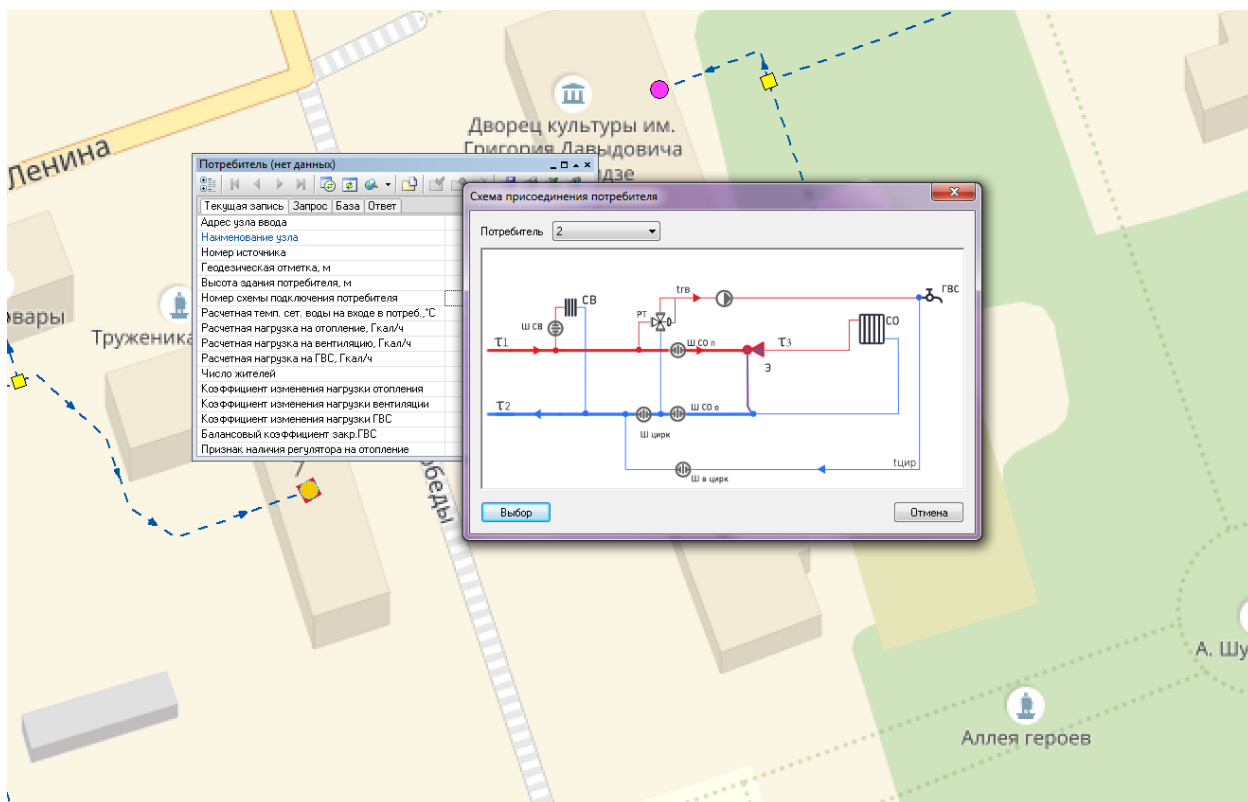 Дворец культуры им.
Григория Давыдовича
дзе
Ленина
Потребитель (нет данных)
Текущая запись
Запрос
База
Ответ
Адрес узла ввода
Наименование узла
Номер источника
Геодезическая отметка, м
Высота здания потребителя, м
Номер схемы подключения потребителя
Расчетная темп. сет. воды на входе в потреб.,°C
Расчетная нагрузка на отопление, Гкал/ч
Расчетная нагрузка на вентиляцию, Гкал/ч
Расчетная нагрузка на ГВС, Гкал/ч
Число жителей
Коэффициент изменения нагрузки отопления
Коэффициент изменения нагрузки вентиляции
Коэффициент изменения нагрузки ГВС
Балансовый коэффициент закр.ГВС
Признак наличия регулятора на отопление
Схема присоединения потребителя
Потребитель 2
СВ
tгв
ГВС
Ш СВ
РТ
СО
τ1
Ш СО п
τ3
Э
τ2
Ш СО о
Ш цирк
tцир
Ш в цирк
Выбор
Отмена
овары
Труженика
обеды
А. Шу
Аллея героев